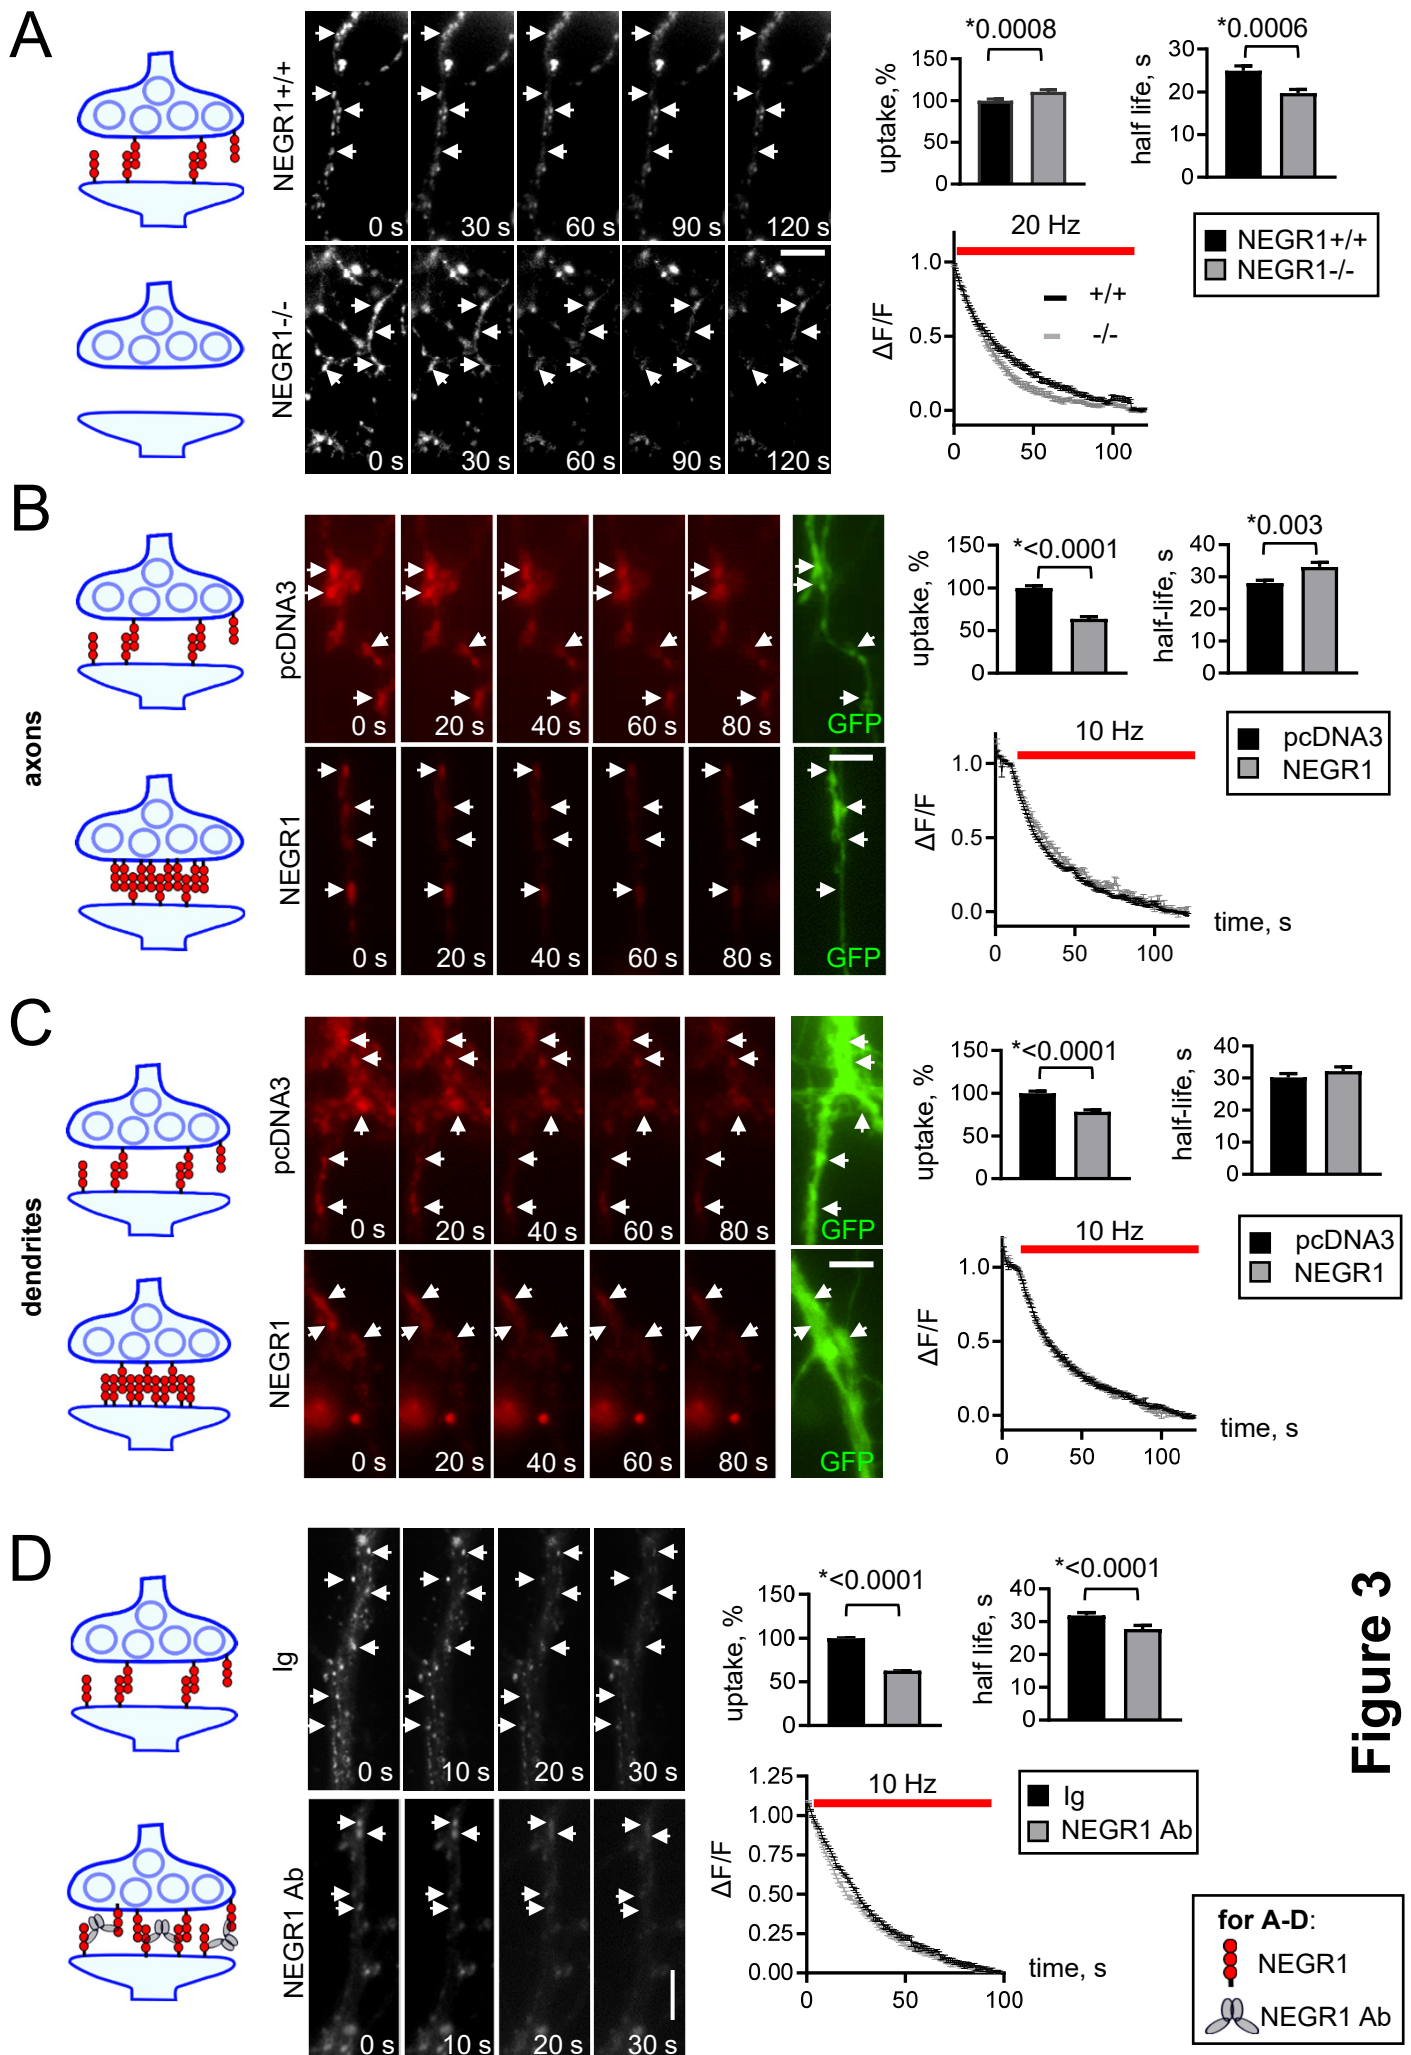 A
NEGR1+/+
0 s
30 s
60 s
90 s
120 s
NEGR1-/-
0 s
30 s
60 s
90 s
120 s
*0.0008
uptake,%
150
100
50
0
*0.0006
half life, s
30
20
10
0
20 Hz
ΔF/F
1.0
0.5
0.0
+/+
-/-
0
50
100
NEGR1+/+
NEGR1-/-
B
axons
pcDNA3
0 s
20 s
40 s
60 s
80 s
GFP
NEGR1
0 s
20 s
40 s
60 s
80 s
GFP
*<0.0001
uptake, %
150
100
50
0
*0.003
half-life, s
40
30
20
10
0
10 Hz
ΔF/F
1.0
0.5
0.0
0
50
100
time, s
pcDNA3
NEGR1
C
dendrites
pcDNA3
0 s
20 s
40 s
60 s
80 s
GFP
NEGR1
0 s
20 s
40 s
60 s
80 s
GFP
*<0.0001
uptake, %
150
100
50
0
half-life, s
40
30
20
10
0
10 Hz
ΔF/F
1.0
0.5
0.0
0
50
100
time, s
pcDNA3
NEGR1
D
Ig
0 s
10 s
20 s
30 s
NEGR1 Ab
0 s
10 s
20 s
30 s
*<0.0001
uptake, %
150
100
50
0
*<0.0001
half life, s
40
30
20
10
0
10 Hz
ΔF/F
1.25
1.00
0.75
0.50
0.25
0.00
0
50
100
time, s
Ig
NEGR1 Ab
Figure 3
for A-D:
NEGR1
NEGR1 Ab